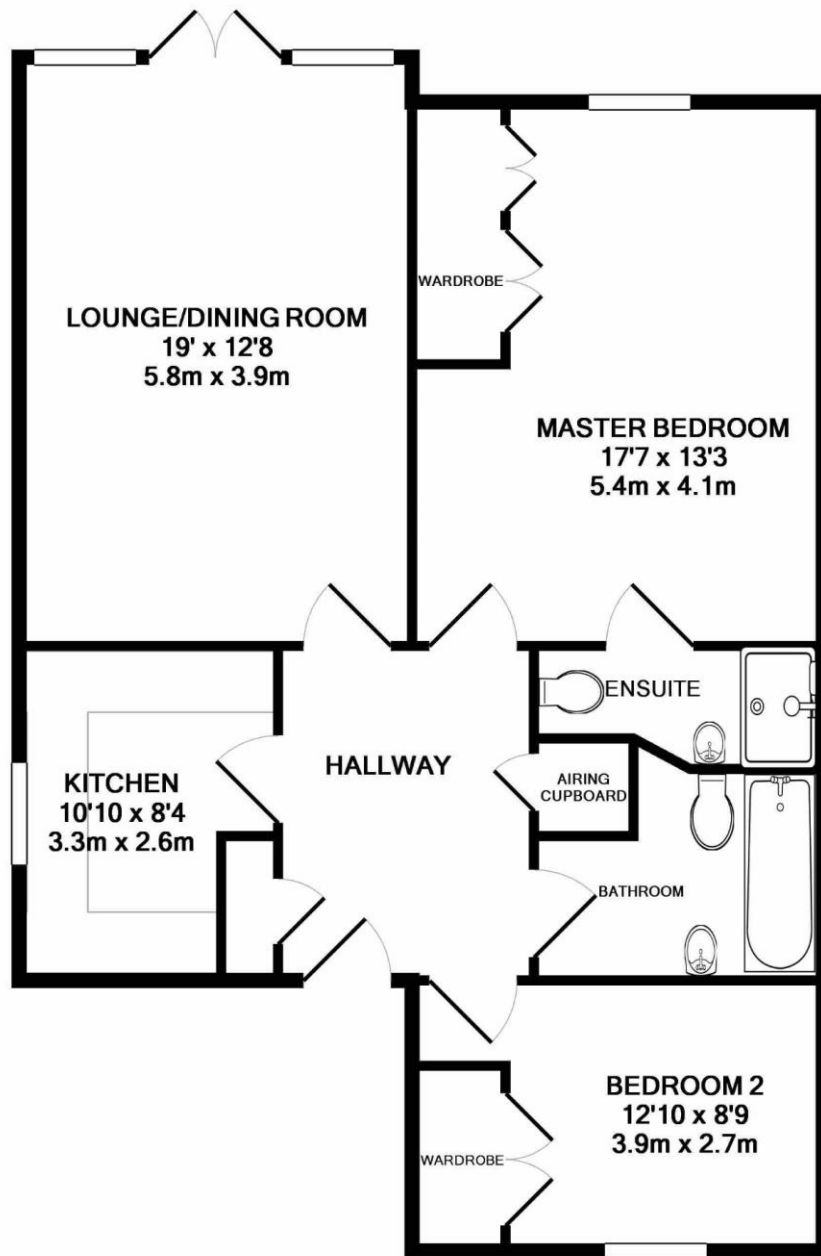 WARDROBE
LOUNGE/DINING ROOM
19' x 12'8
5.8m x 3.9m
MASTER BEDROOM
17'7 x 13'3
5.4m x 4.1m
ENSUITE
KITCHEN
10'10 x 8'4
3.3m x 2.6m
HALLWAY
AIRING
CUPBOARD
BATHROOM
BEDROOM 2
12'10 x 8'9
3.9m x 2.7m
WARDROBE